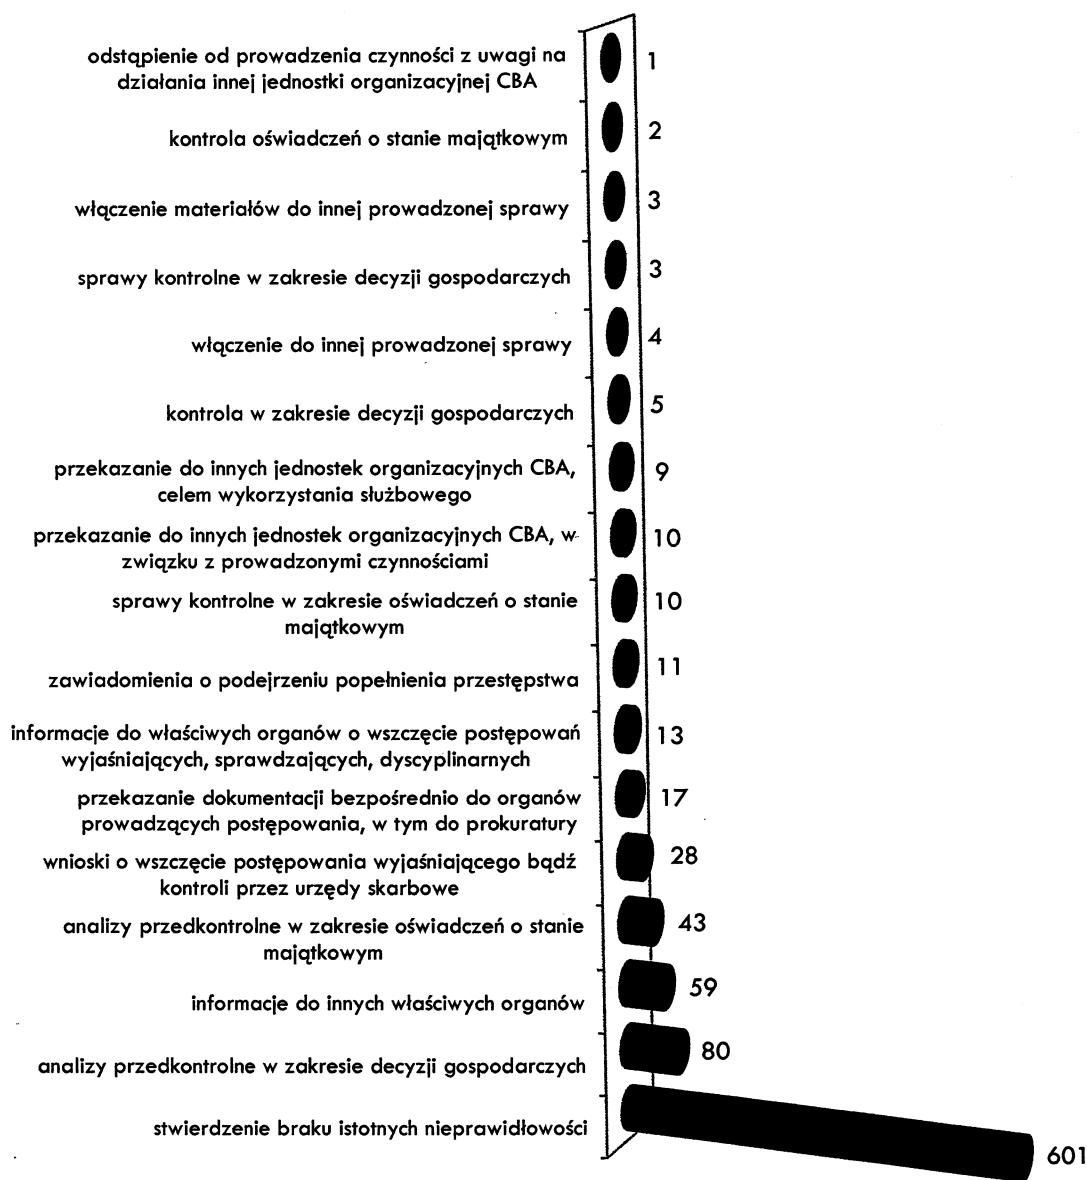 odstąpienie od prowadzenia czynności z uwagi na
działania innej jednostki organizacyjnej CBA
1
kontrola oświadczeń o stanie majątkowym
2
włączenie materiałów do innej prowadzonej sprawy
3
sprawy kontrolne w zakresie decyzji gospodarczych
3
włączenie do innej prowadzonej sprawy
4
kontrola w zakresie decyzji gospodarczych
5
przekazanie do innych jednostek organizacyjnych CBA,
celem wykorzystania służbowego
9
przekazanie do innych jednostek organizacyjnych CBA, w
związku z prowadzonymi czynnościami
10
sprawy kontrolne w zakresie oświadczeń o stanie
majątkowym
10
zawiadomienia o podejrzeniu popełnienia przestępstwa
11
informacje do właściwych organów o wszczęcie postępowań
wyjaśniających, sprawdzających, dyscyplinarnych
13
przekazanie dokumentacji bezpośrednio do organów
prowadzących postępowania, w tym do prokuratury
17
wnioski o wszczęcie postępowania wyjaśniającego bądź
kontroli przez urzędy skarbowe
28
analizy przedkontrolne w zakresie oświadczeń o stanie
majątkowym
43
informacje do innych właściwych organów
59
analizy przedkontrolne w zakresie decyzji gospodarczych
80
stwierdzenie braku istotnych nieprawidłowości
601